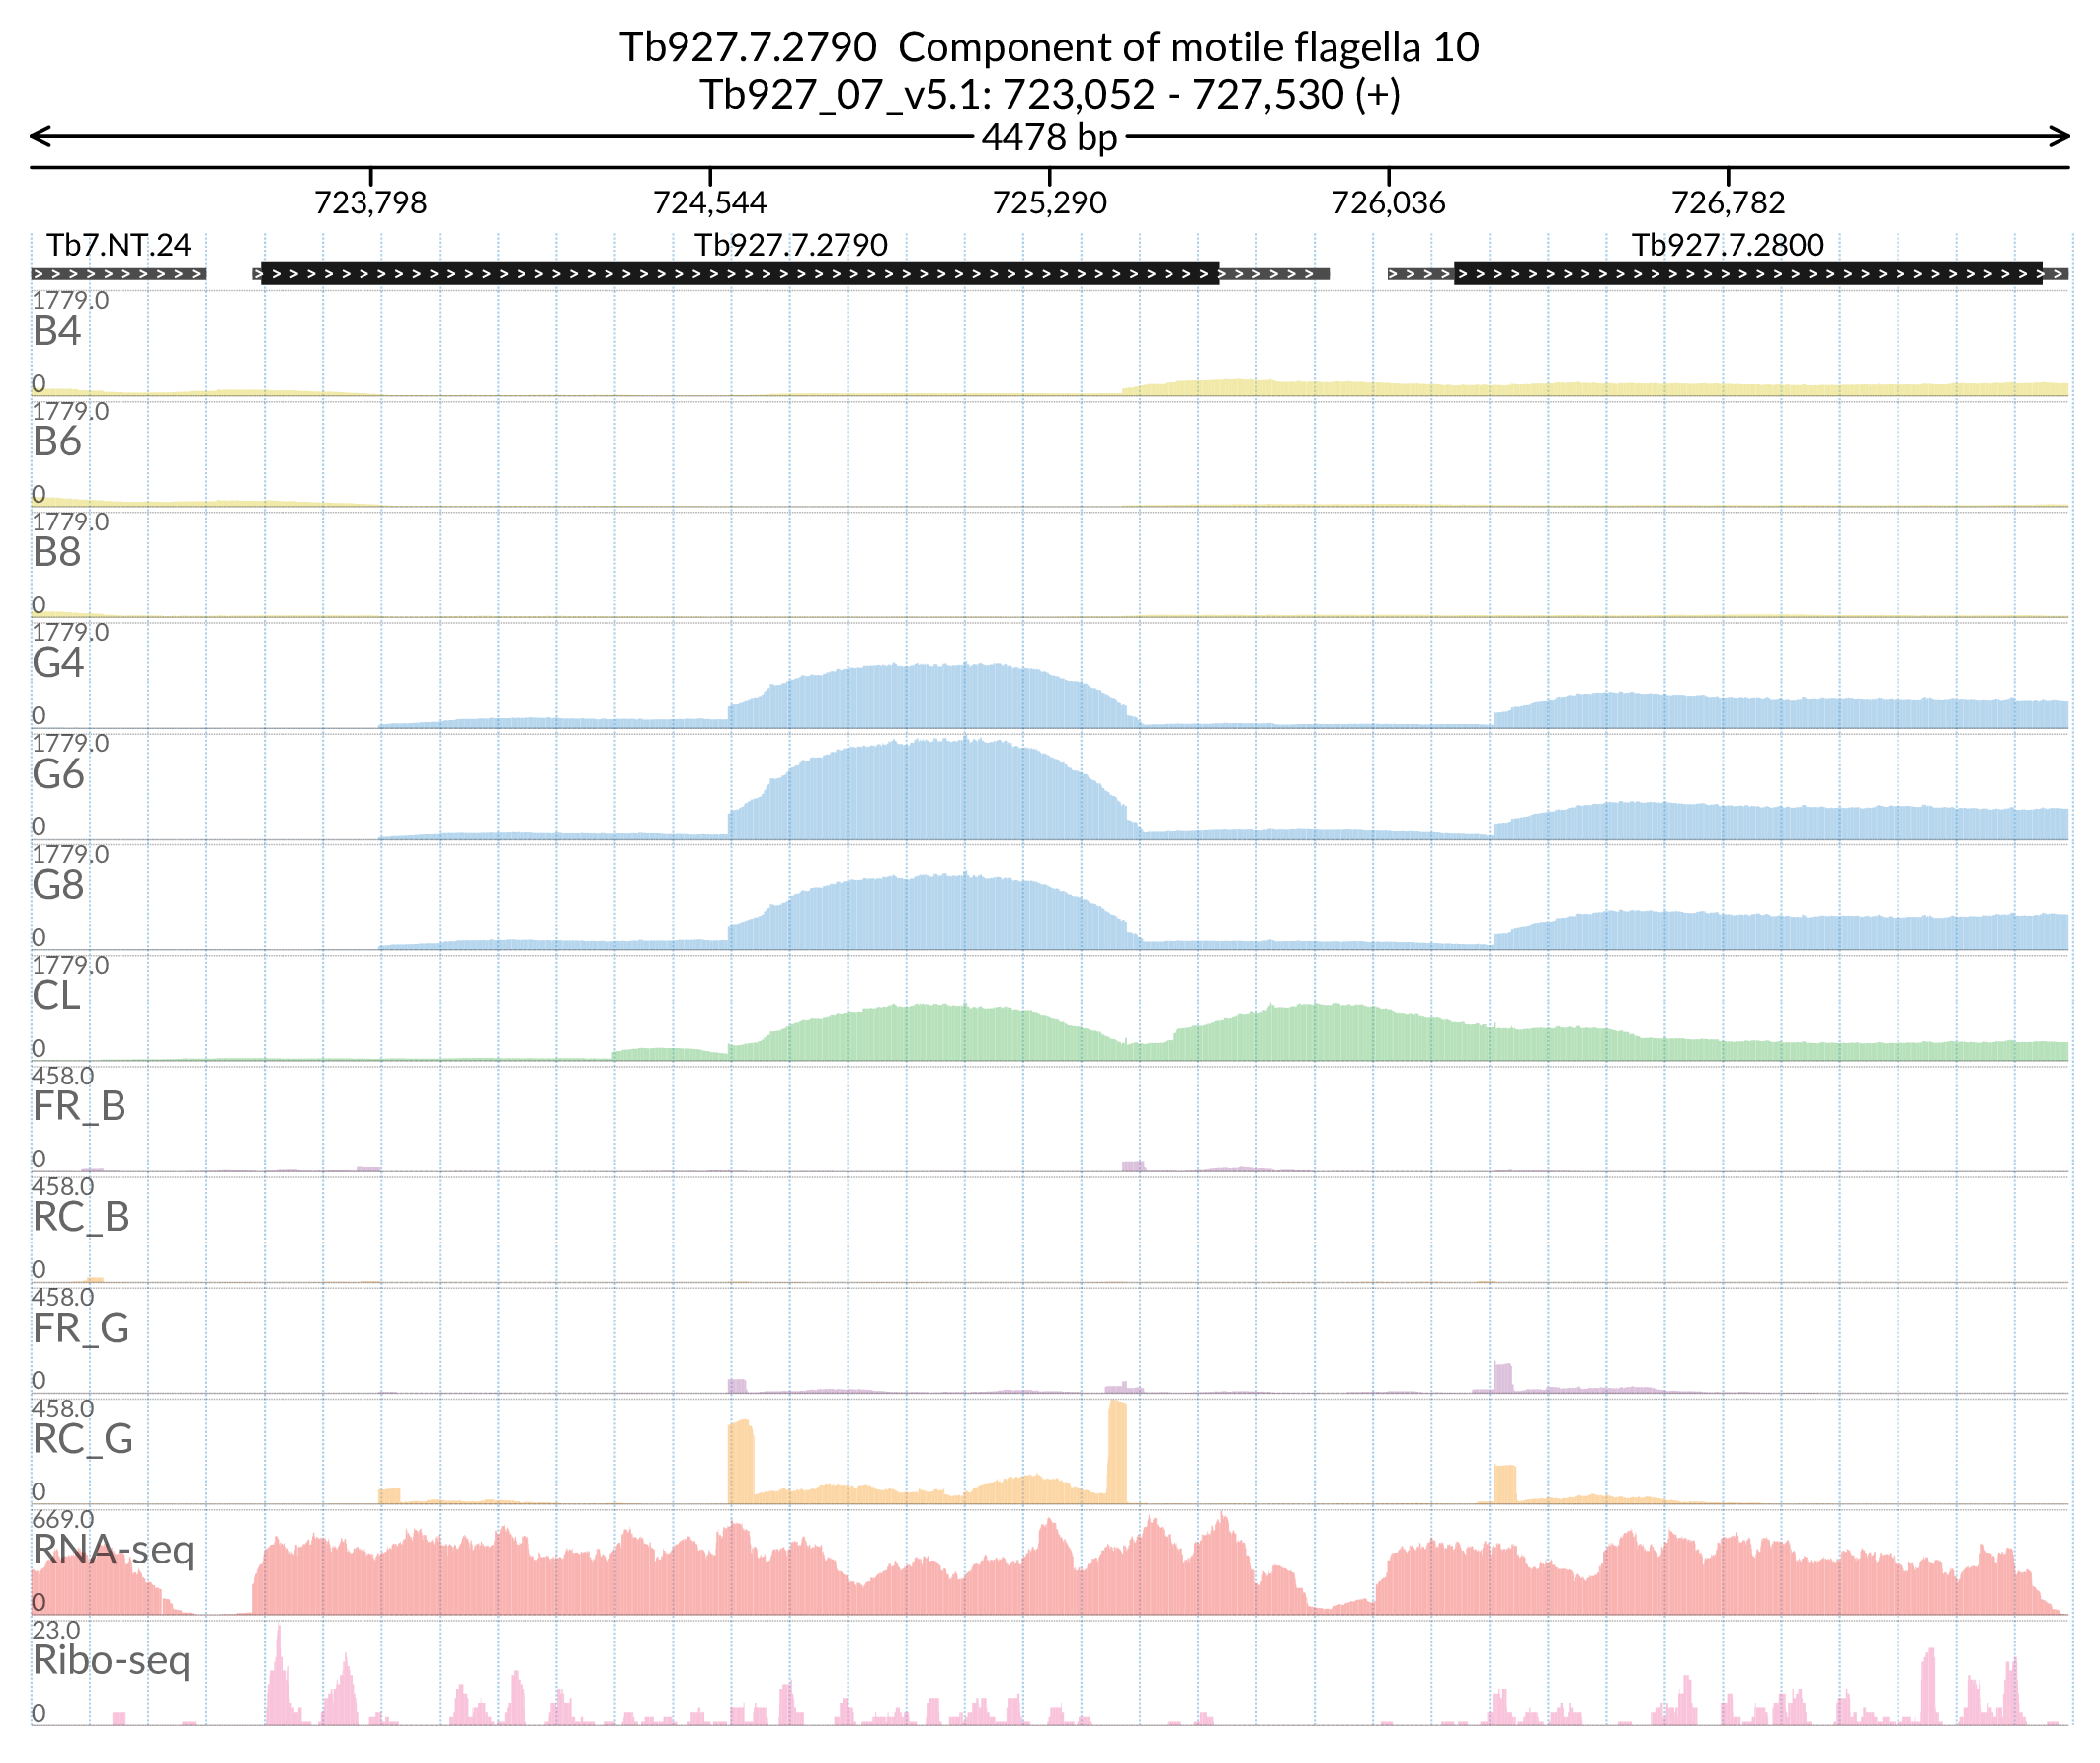 Tb927.7.2790 Component of motile flagella 10
Tb927_07_v5.1: 723,052 - 727,530 (+)
4478 bp
723,798 724,544 725,290 726,036 726,782
Tb7.NT.24 Tb927.7.2790 Tb927.7.2800
1779.0
B4
0
1779.0
B6
0
1779.0
B8
0
1779.0
G4
0
1779.0
G6
0
1779.0
G8
0
1779.0
CL
0
458.0
FR_B
0
458.0
RC_B
0
458.0
FR_G
0
458.0
RC_G
0
669.0
RNA-seq
0
23.0
Ribo-seq
0